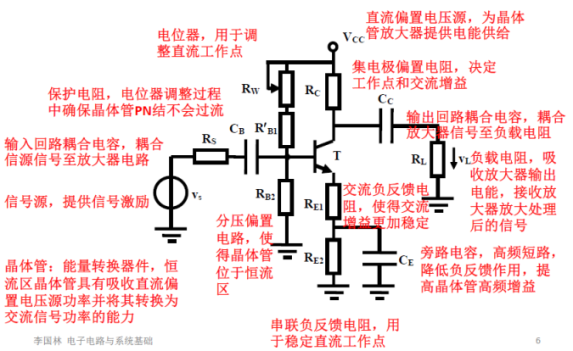 直流偏置电压源，为晶体
管放大器提供电能供给
电位器，用于调
整直流工作点
V_CC
集电极偏置电阻，决定
工作点和交流增益
R_W
R_C
保护电阻，电位器调整过程
中确保晶体管PN结不会过流
C_C
输出回路耦合电容，耦合
放大器信号至负载电阻
输入回路耦合电容，耦合
信源信号至放大器电路
R_S
C_B
R'_B1
T
R_L
v_L
负载电阻，吸
收放大器输出
电能，接收放
大器放大处理
后的信号
信号源，提供信号激励
v_s
R_B2
R_E1
交流负反馈电
阻，使得交流
增益更加稳定
分压偏置
电路，使
得晶体管
位于恒流
区
R_E2
C_E
旁路电容，高频短路，
降低负反馈作用，提
高晶体管高频增益
晶体管：能量转换器件，恒
流区晶体管具有吸收直流偏
置电压源功率并将其转换为
交流信号功率的能力
串联负反馈电阻，用
于稳定直流工作点
李国林 电子电路与系统基础
6